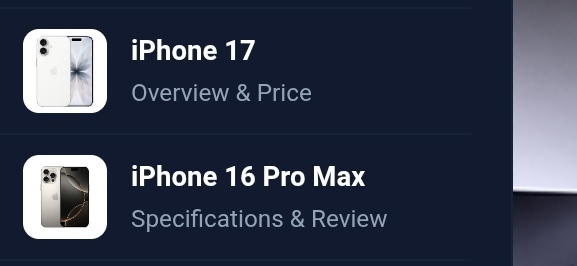 iPhone 17
Overview & Price
iPhone 16 Pro Max
Specifications & Review